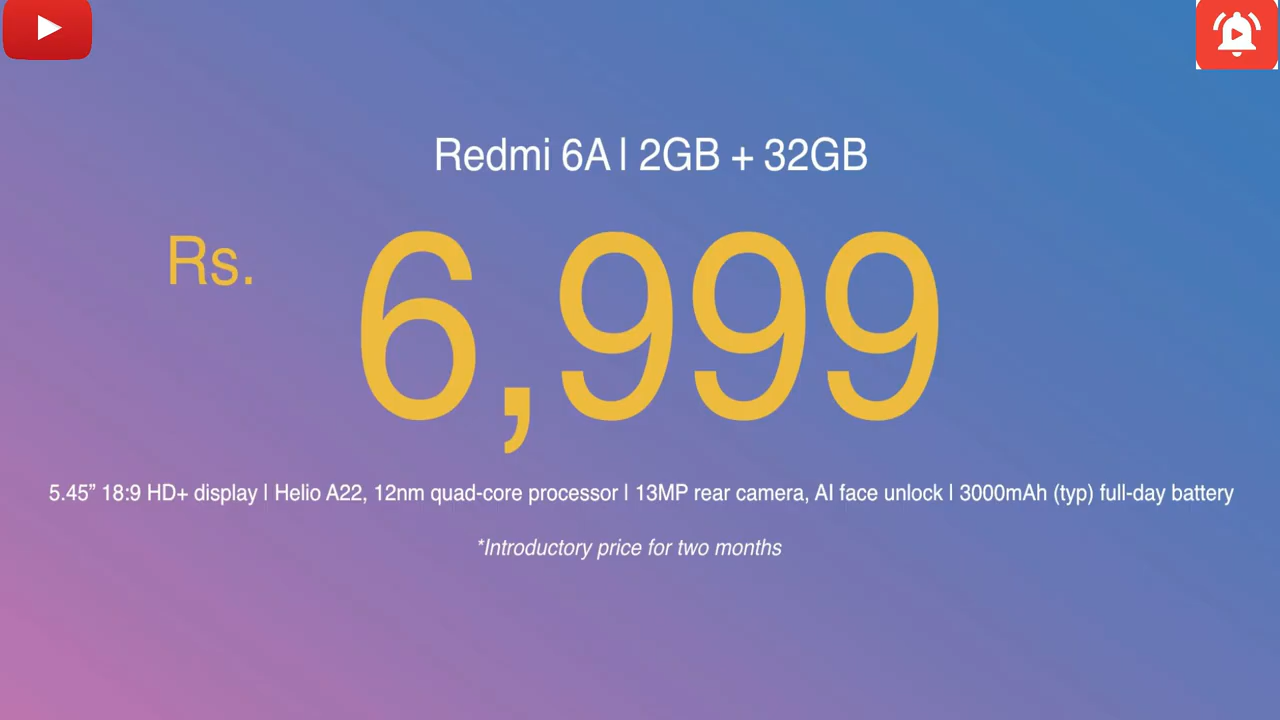 Redmi 6A | 2GB + 32GB
Rs. 6,999
5.45” 18:9 HD+ display | Helio A22, 12nm quad-core processor | 13MP rear camera, AI face unlock | 3000mAh (typ) full-day battery
*Introductory price for two months